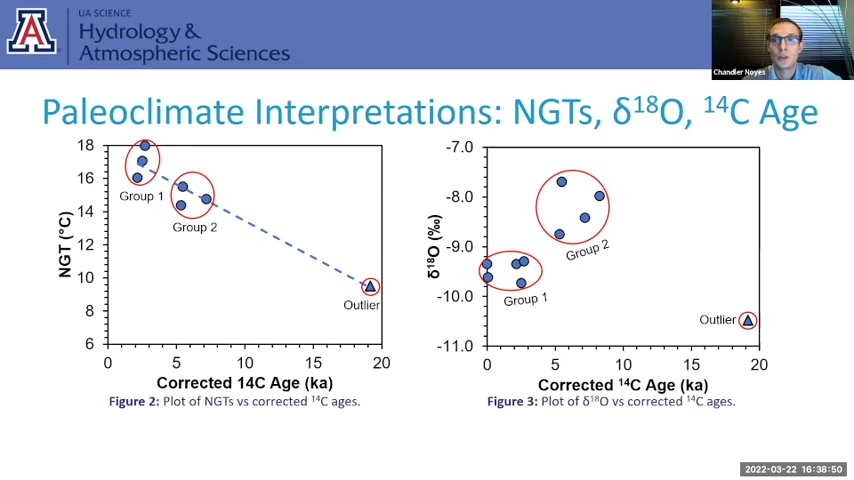 UA SCIENCE
Hydrology &
Atmospheric Sciences
Chandler Noyes
Paleoclimate Interpretations: NGTs, δ¹⁸O, ¹⁴C Age
18
16
14
12
10
8
6
NGT (°C)
Group 1
Group 2
Outlier
0
5
10
15
20
Corrected 14C Age (ka)
Figure 2: Plot of NGTs vs corrected ¹⁴C ages.
-7.0
-8.0
-9.0
-10.0
-11.0
δ¹⁸O (‰)
Group 2
Group 1
Outlier
0
5
10
15
20
Corrected ¹⁴C Age (ka)
Figure 3: Plot of δ¹⁸O vs corrected ¹⁴C ages.
2022-03-22 16:38:50